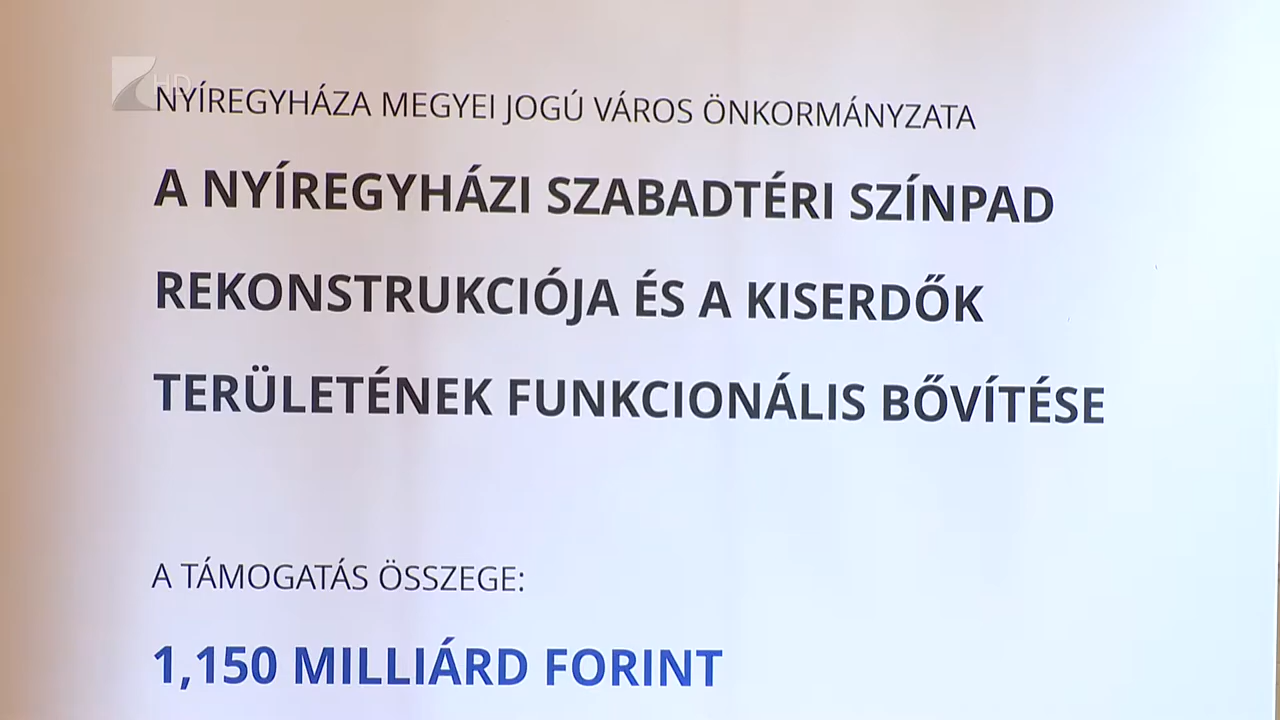 HD
NYÍREGYHÁZA MEGYEI JOGÚ VÁROS ÖNKORMÁNYZATA
A NYÍREGYHÁZI SZABADTÉRI SZÍNPAD
REKONSTRUKCIÓJA ÉS A KISERDŐK
TERÜLETÉNEK FUNKCIONÁLIS BŐVÍTÉSE
A TÁMOGATÁS ÖSSZEGE:
1,150 MILLIÁRD FORINT